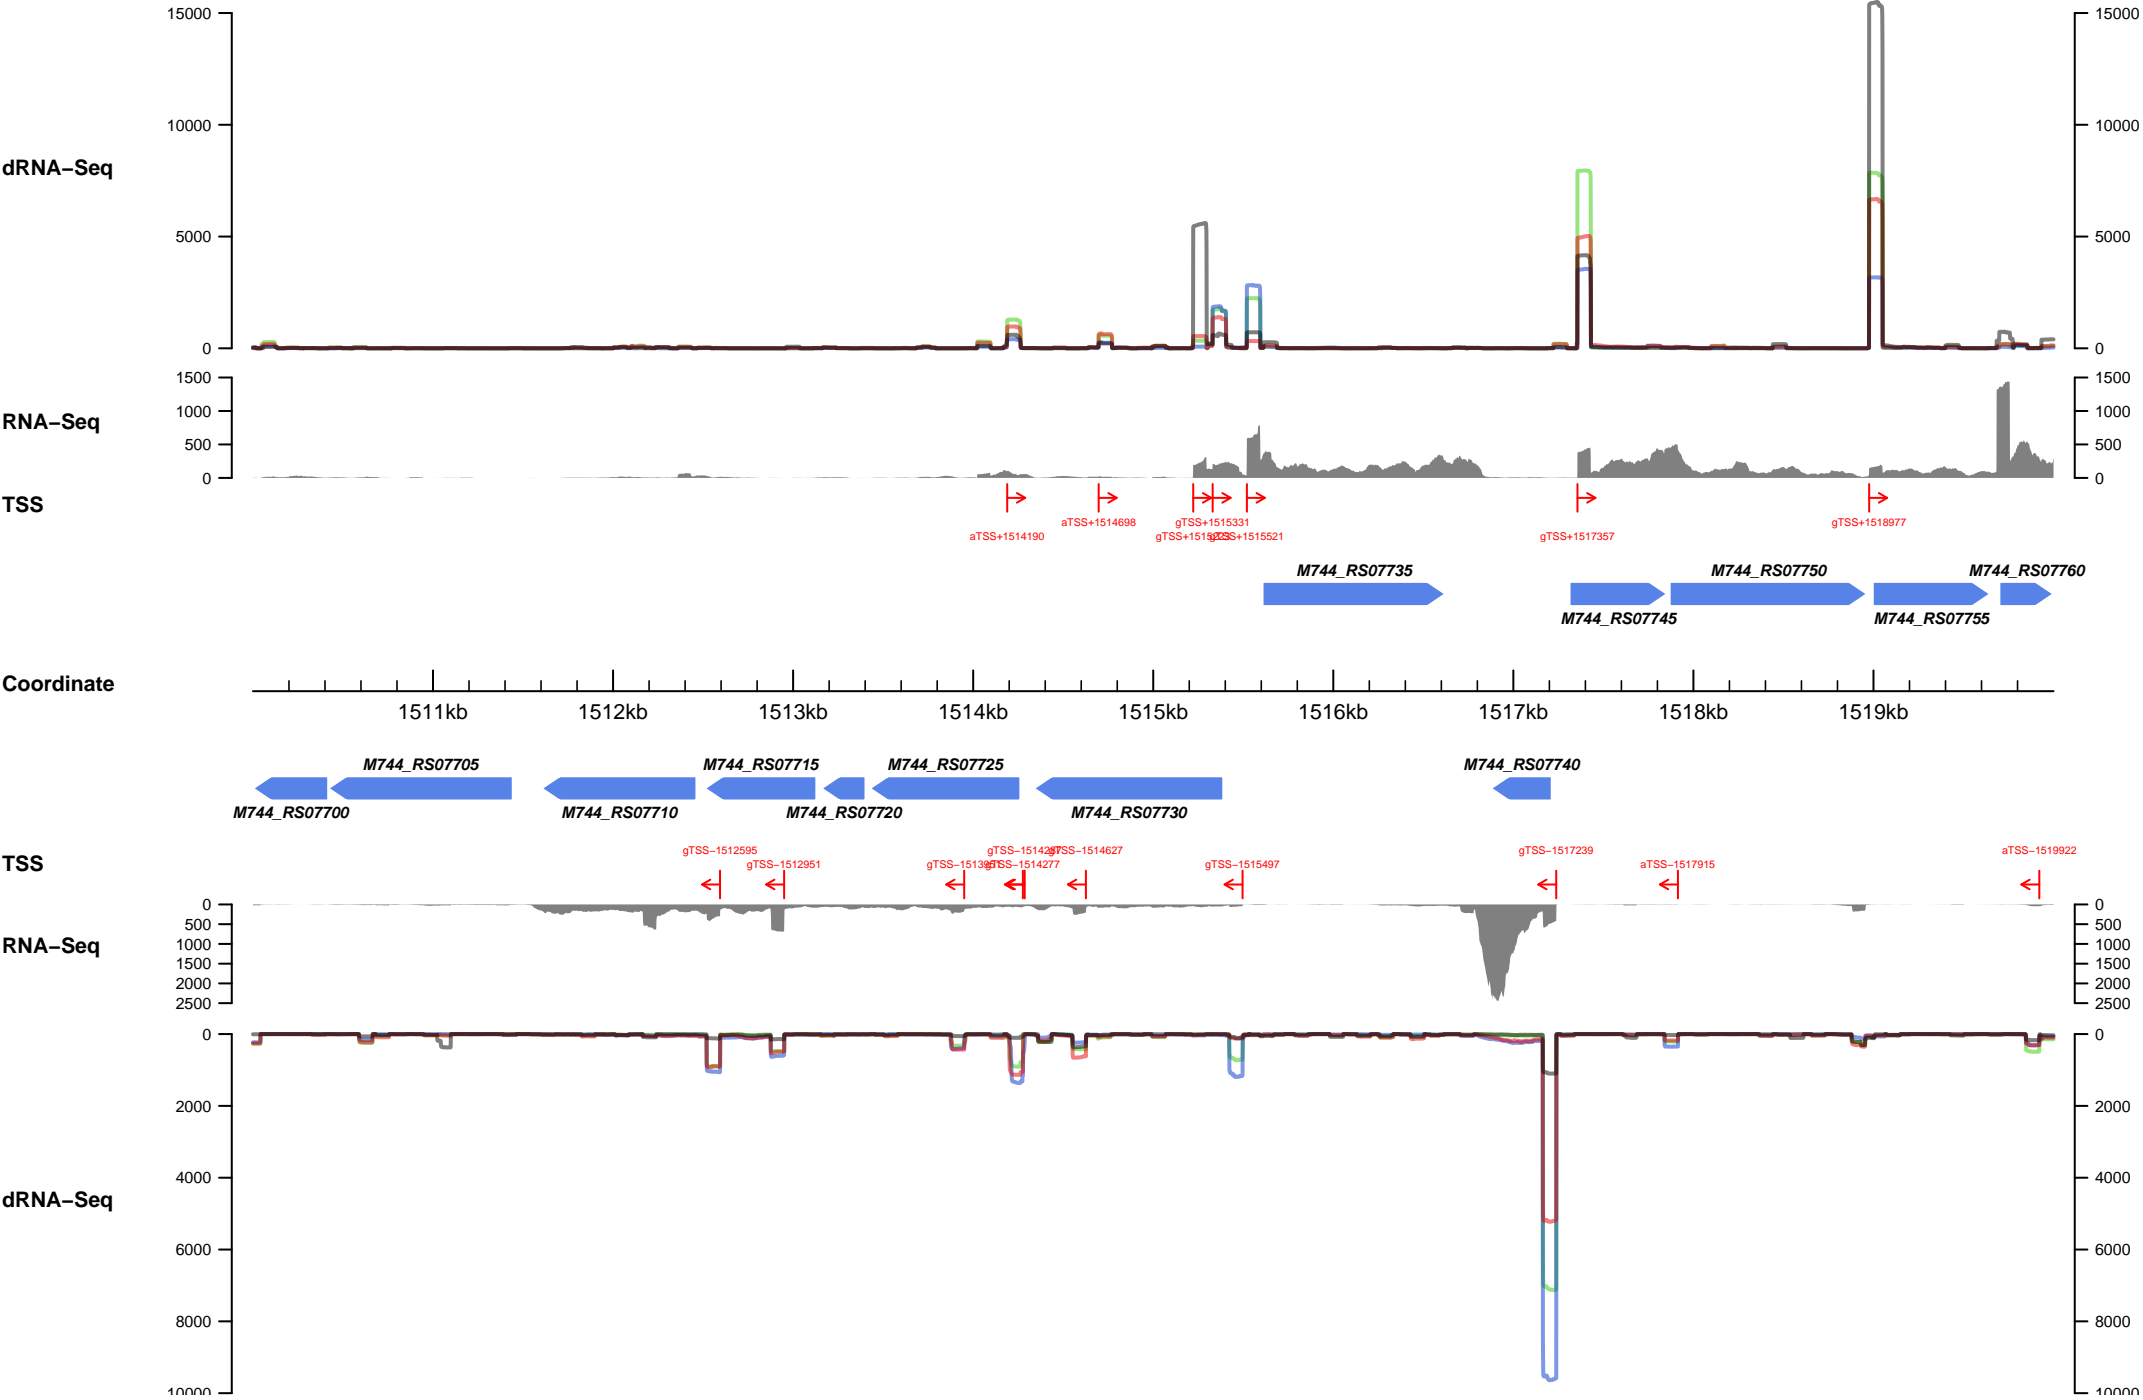 15000 15000
10000 10000
dRNA−Seq
5000 5000
0 0
1500 1500
1000 1000
RNA−Seq
500 500
0 0
TSS
aTSS+1514698 gTSS+1515331 gTSS+1518977
aTSS+1514190 gTSS+1515521 gTSS+1517357
M744_RS07735 M744_RS07750 M744_RS07760
M744_RS07745 M744_RS07755
Coordinate
1511kb 1512kb 1513kb 1514kb 1515kb 1516kb 1517kb 1518kb 1519kb
M744_RS07705 M744_RS07715 M744_RS07725 M744_RS07740
M744_RS07700 M744_RS07710 M744_RS07720 M744_RS07730
TSS
gTSS−1512595 gTSS−1514627 gTSS−1517239 aTSS−1519922
gTSS−1512951 gTSS−1514277 gTSS−1515497 aTSS−1517915
0 0
500 500
RNA−Seq
1000 1000
1500 1500
2000 2000
2500 2500
0 0
2000 2000
4000 4000
dRNA−Seq
6000 6000
8000 8000
10000 10000